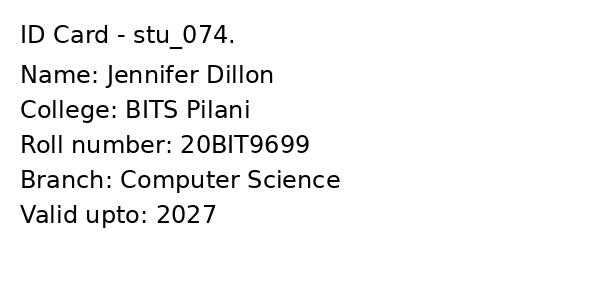 ID Card - stu_074.
Name: Jennifer Dillon
College: BITS Pilani
Roll number: 20BIT9699
Branch: Computer Science
Valid upto: 2027